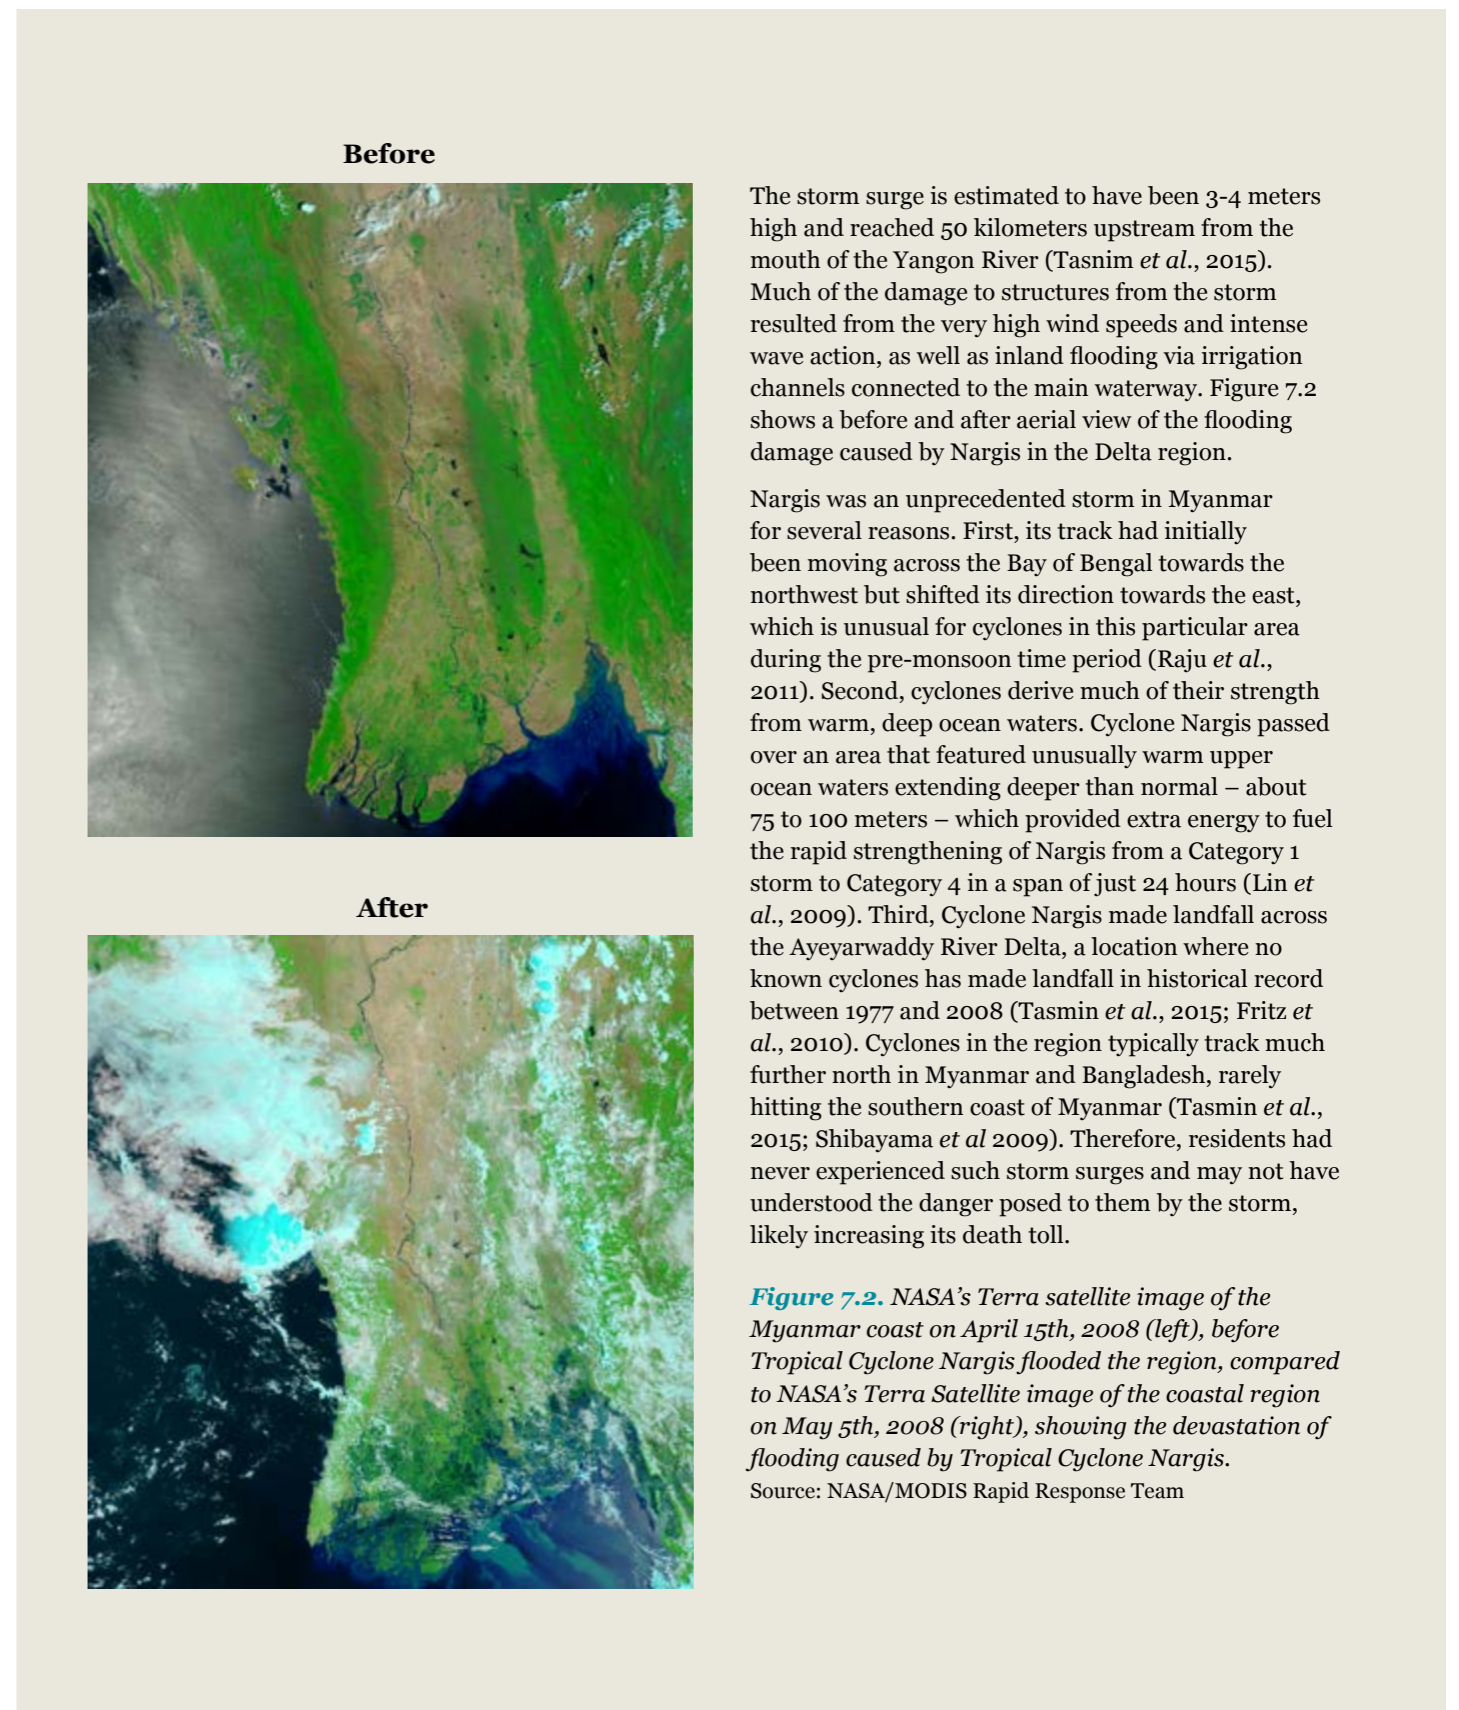 Before
The storm surge is estimated to have been 3-4 meters
high and reached 50 kilometers upstream from the
mouth of the Yangon River (Tasnim et al., 2015).
Much of the damage to structures from the storm
resulted from the very high wind speeds and intense
wave action, as well as inland flooding via irrigation
channels connected to the main waterway. Figure 7.2
shows a before and after aerial view of the flooding
damage caused by Nargis in the Delta region.
Nargis was an unprecedented storm in Myanmar
for several reasons. First, its track had initially
been moving across the Bay of Bengal towards the
northwest but shifted its direction towards the east,
which is unusual for cyclones in this particular area
during the pre-monsoon time period (Raju et al.,
2011). Second, cyclones derive much of their strength
from warm, deep ocean waters. Cyclone Nargis passed
over an area that featured unusually warm upper
ocean waters extending deeper than normal – about
75 to 100 meters – which provided extra energy to fuel
the rapid strengthening of Nargis from a Category 1
storm to Category 4 in a span of just 24 hours (Lin et
al., 2009). Third, Cyclone Nargis made landfall across
the Ayeyarwaddy River Delta, a location where no
known cyclones has made landfall in historical record
between 1977 and 2008 (Tasmin et al., 2015; Fritz et
al., 2010). Cyclones in the region typically track much
further north in Myanmar and Bangladesh, rarely
hitting the southern coast of Myanmar (Tasmin et al.,
2015; Shibayama et al 2009). Therefore, residents had
never experienced such storm surges and may not have
understood the danger posed to them by the storm,
likely increasing its death toll.
After
Figure 7.2. NASA’s Terra satellite image of the
Myanmar coast on April 15th, 2008 (left), before
Tropical Cyclone Nargis flooded the region, compared
to NASA’s Terra Satellite image of the coastal region
on May 5th, 2008 (right), showing the devastation of
flooding caused by Tropical Cyclone Nargis.
Source: NASA/MODIS Rapid Response Team